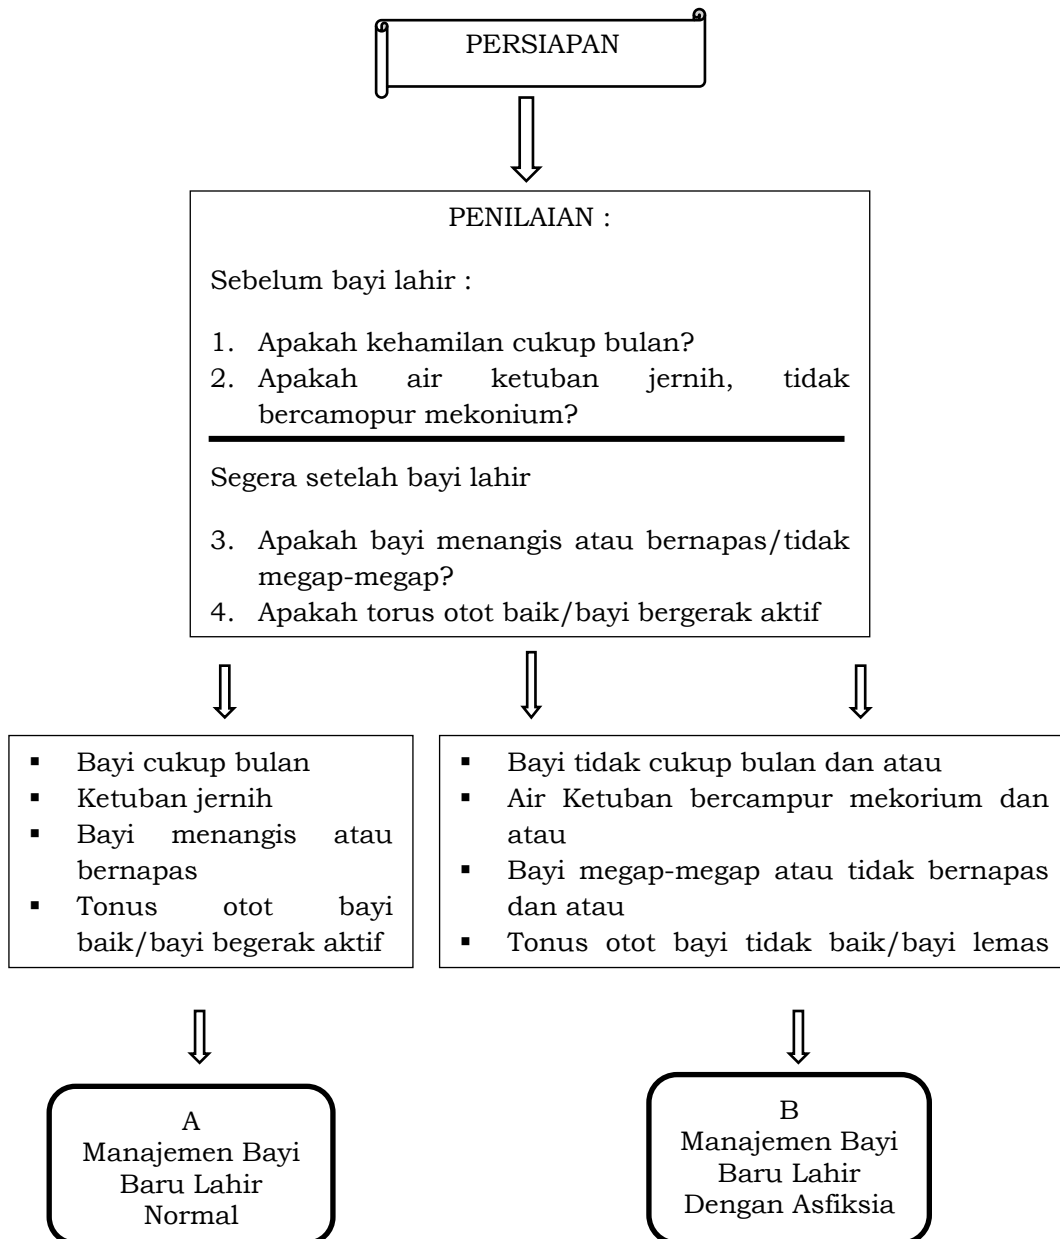 PERSIAPAN
PENILAIAN :
Sebelum bayi lahir :
1. Apakah kehamilan cukup bulan?
2. Apakah air ketuban jernih, tidak
bercamopur mekonium?
Segera setelah bayi lahir
3. Apakah bayi menangis atau bernapas/tidak
megap-megap?
4. Apakah torus otot baik/bayi bergerak aktif
▪ Bayi cukup bulan
▪ Ketuban jernih
▪ Bayi menangis atau
bernapas
▪ Tonus otot bayi
baik/bayi begerak aktif
▪ Bayi tidak cukup bulan dan atau
▪ Air Ketuban bercampur mekorium dan
atau
▪ Bayi megap-megap atau tidak bernapas
dan atau
▪ Tonus otot bayi tidak baik/bayi lemas
A
Manajemen Bayi
Baru Lahir
Normal
B
Manajemen Bayi
Baru Lahir
Dengan Asfiksia